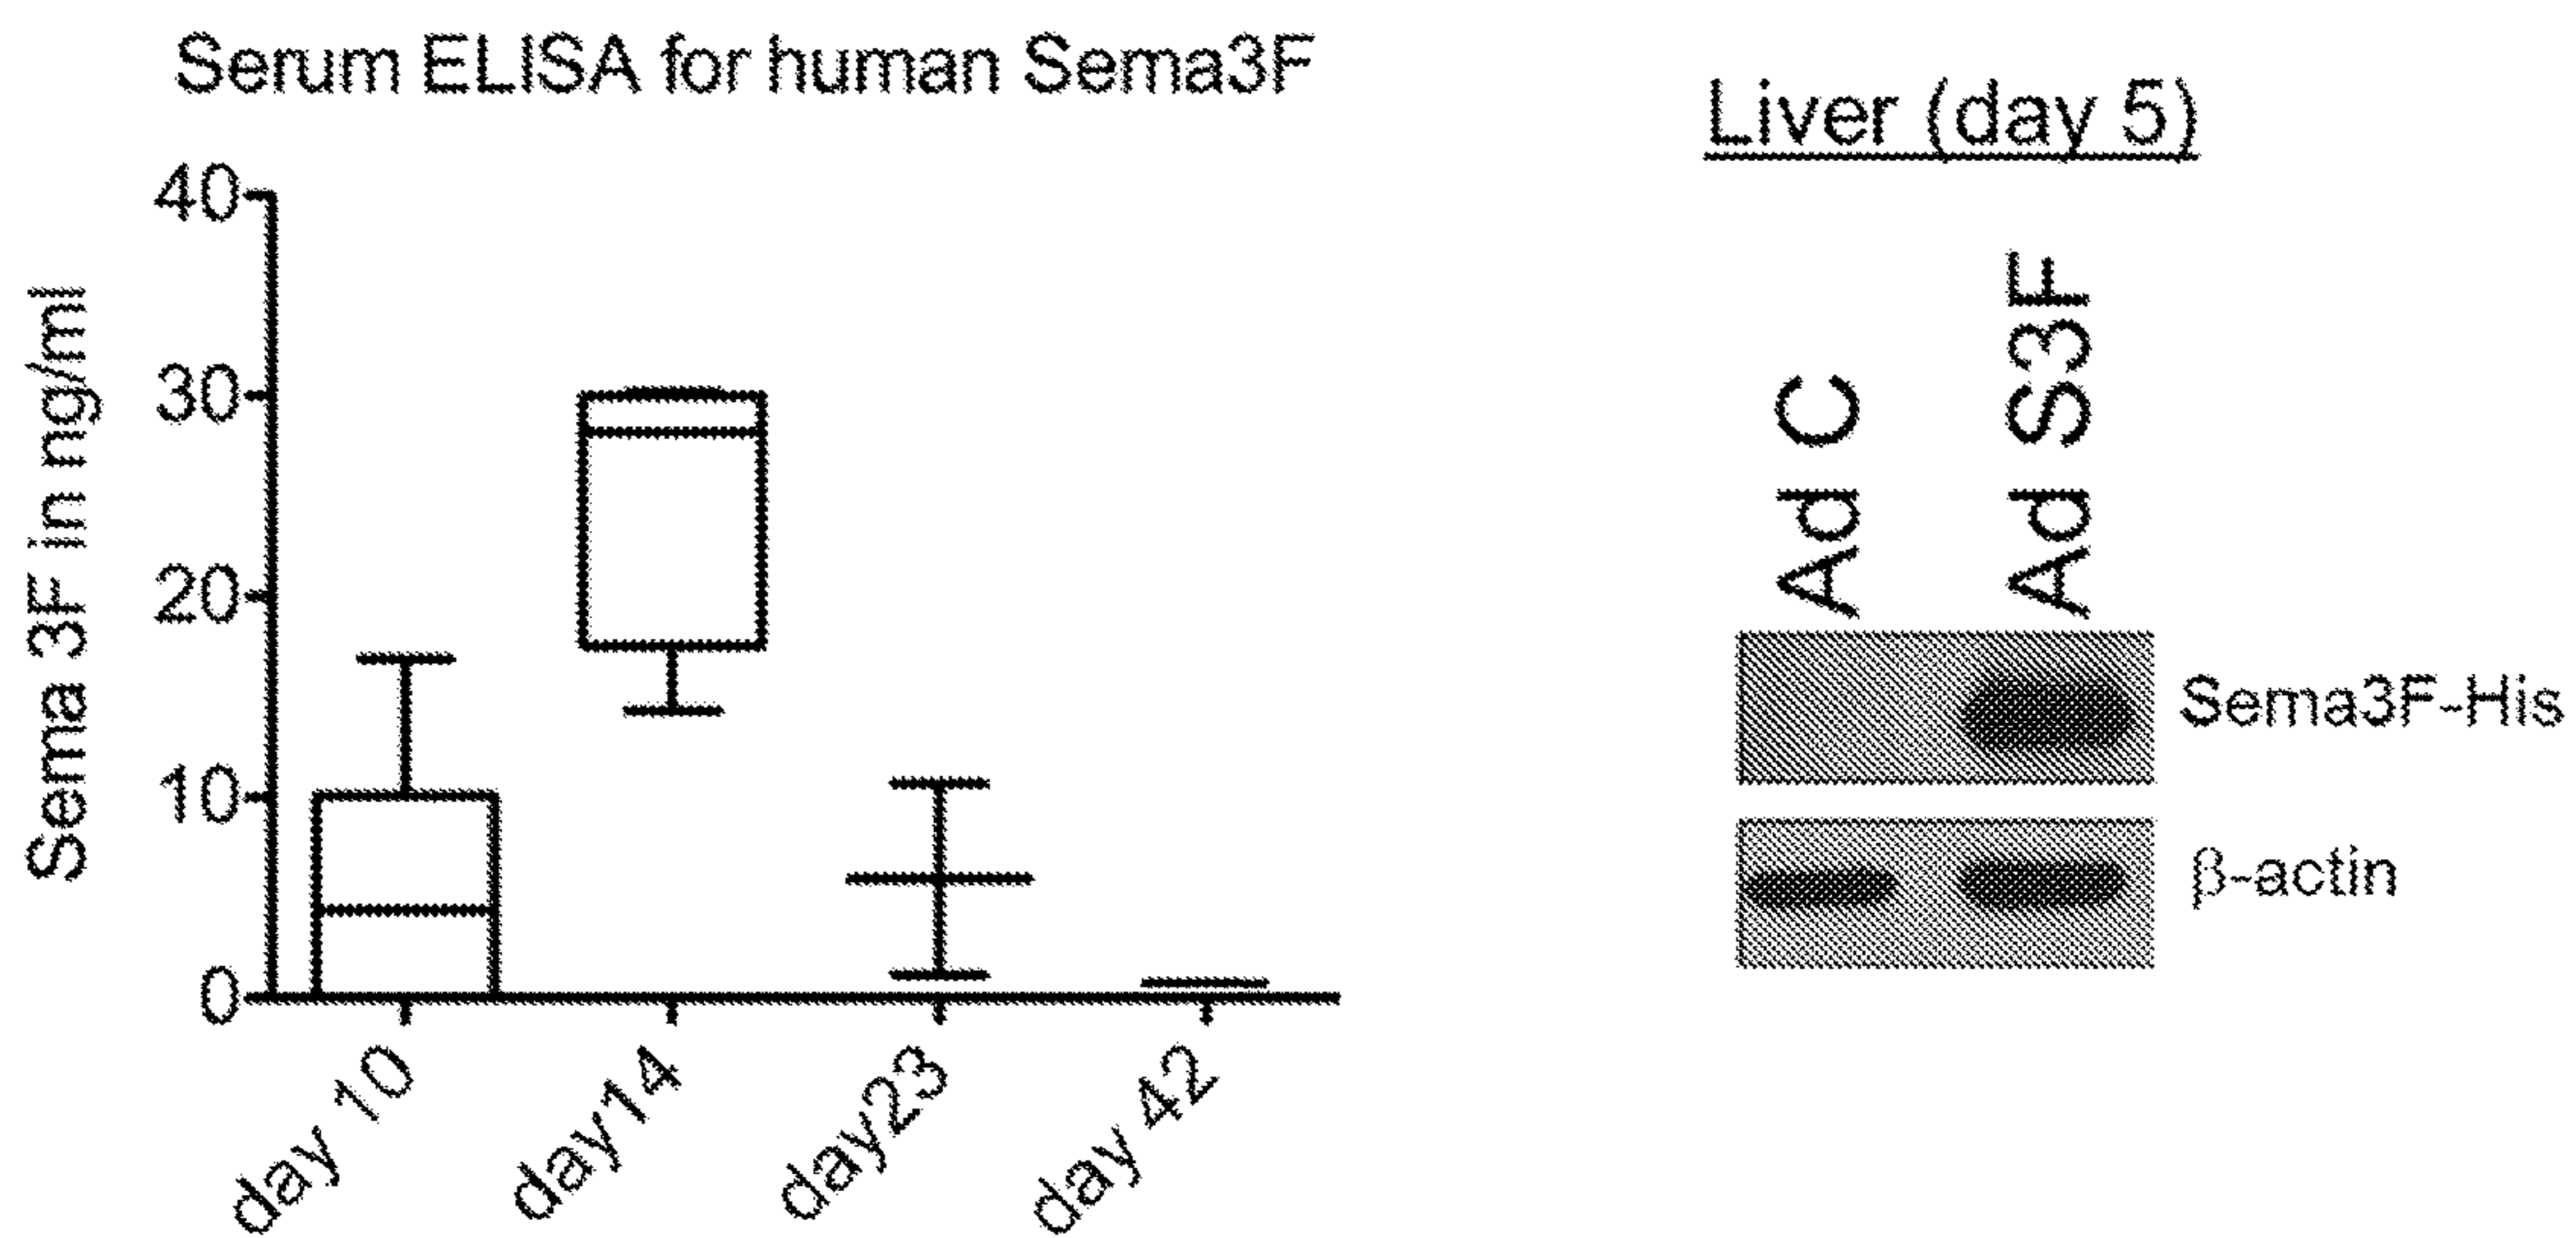 Serum ELISA for human Sema3F
Sema 3F in ng/ml
40
30
20
10
0
day 10
day14
day23
day 42
Liver (day 5)
Ad C
Ad S3F
Sema3F-His
β-actin